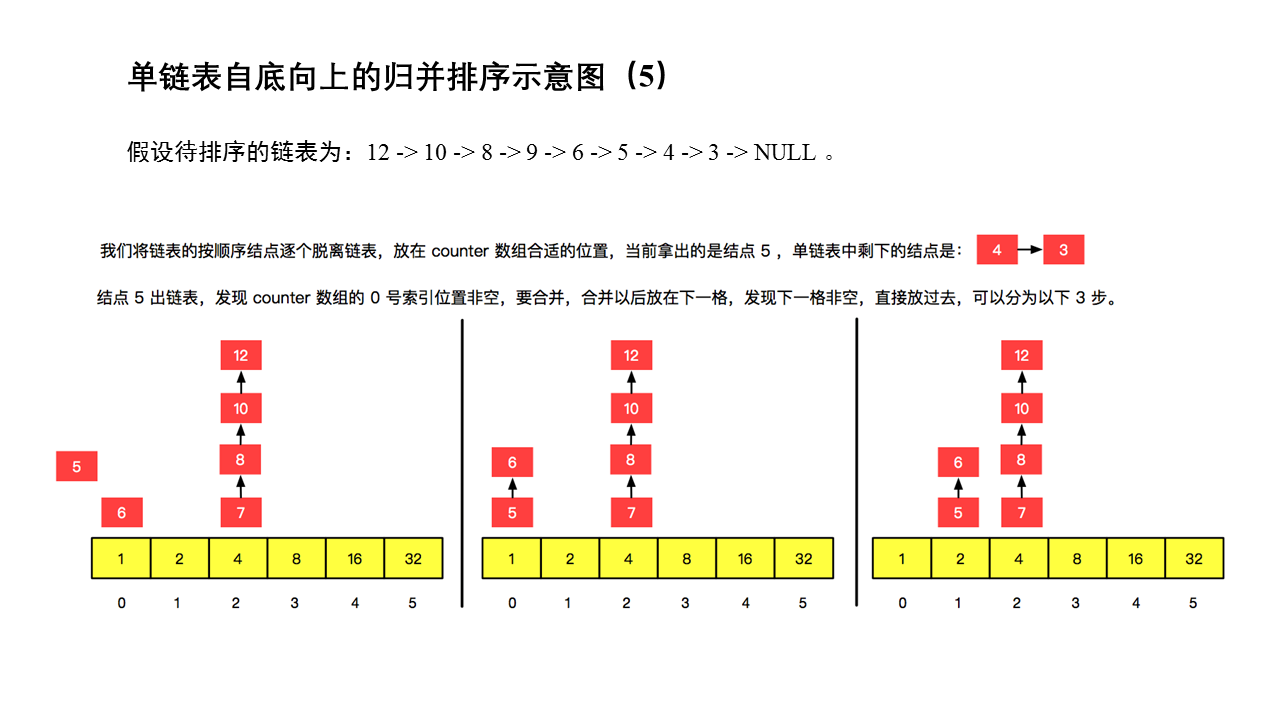 单链表自底向上的归并排序示意图（5）
假设待排序的链表为：12 -> 10 -> 8 -> 9 -> 6 -> 5 -> 4 -> 3 -> NULL 。
我们将链表的按顺序结点逐个脱离链表，放在 counter 数组合适的位置，当前拿出的是结点 5 ，单链表中剩下的结点是： 4 3
结点 5 出链表，发现 counter 数组的 0 号索引位置非空，要合并，合并以后放在下一格，发现下一格非空，直接放过去，可以分为以下 3 步。
12
10
8
5
6 7
1 2 4 8 16 32
0 1 2 3 4 5
12
10
6 8
5 7
1 2 4 8 16 32
0 1 2 3 4 5
12
10
6 8
5 7
1 2 4 8 16 32
0 1 2 3 4 5